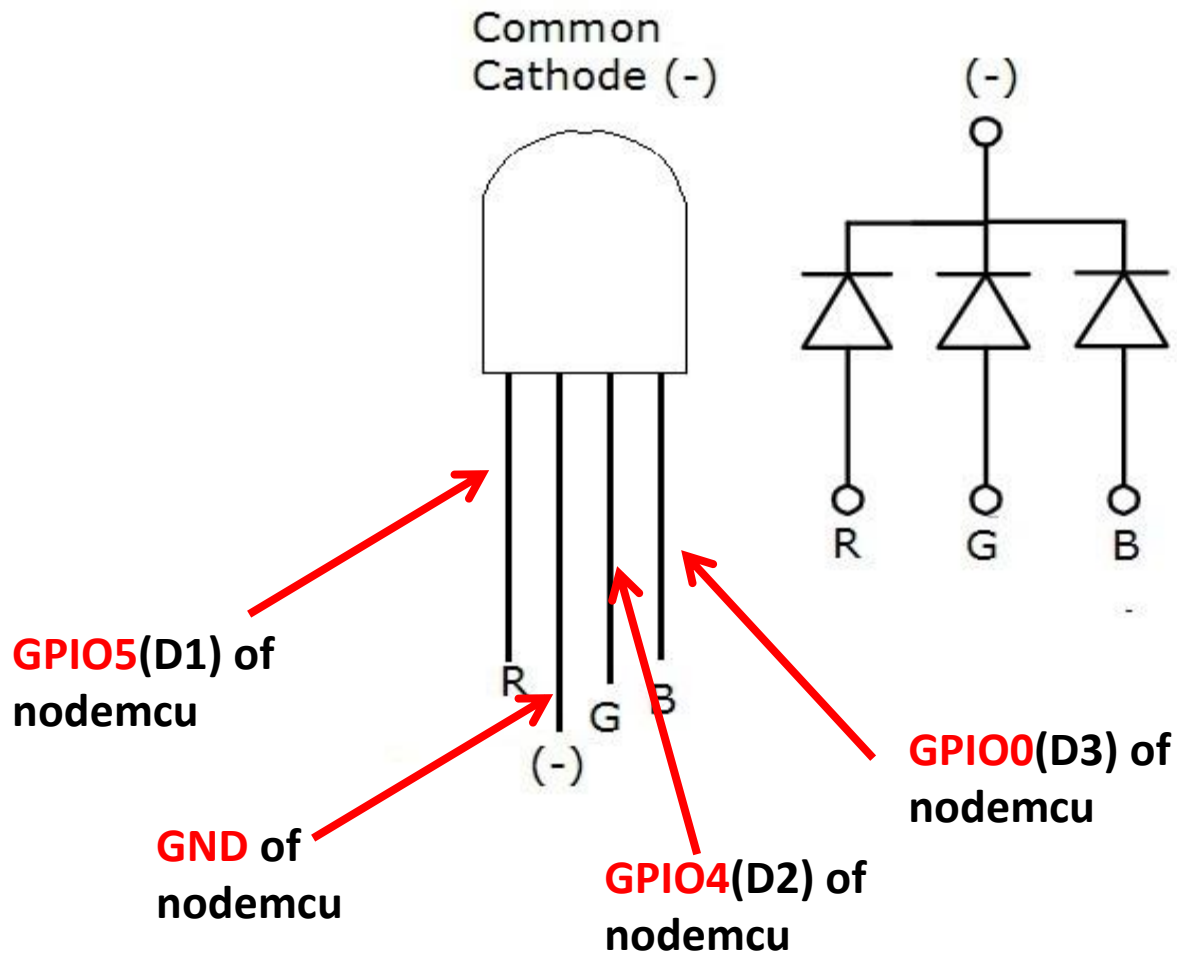 Common
Cathode (-)
(-)
R
G
B
R
(-)
G
B
GPIO5(D1) of
nodemcu
GND of
nodemcu
GPIO4(D2) of
nodemcu
GPIO0(D3) of
nodemcu